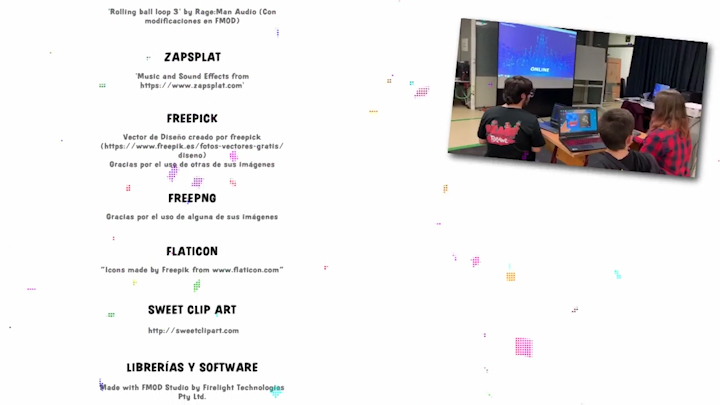 'Rolling ball loop 3' by Rage:Man Audio (Con
modificaciones en FMOD)
ZAPSPLAT
'Music and Sound Effects from
https://www.zapsplat.com'
FREEPICK
Vector de Diseño creado por freepick
(https://www.freepik.es/fotos-vectores-gratis/
diseno)
Gracias por el uso de otras de sus imágenes
FREEPNG
Gracias por el uso de alguna de sus imágenes
FLATICON
"Icons made by Freepik from www.flaticon.com"
SWEET CLIP ART
http://sweetclipart.com
LIBRERÍAS Y SOFTWARE
Made with FMOD Studio by Firelight Technologies
Pty Ltd.
ONLINE